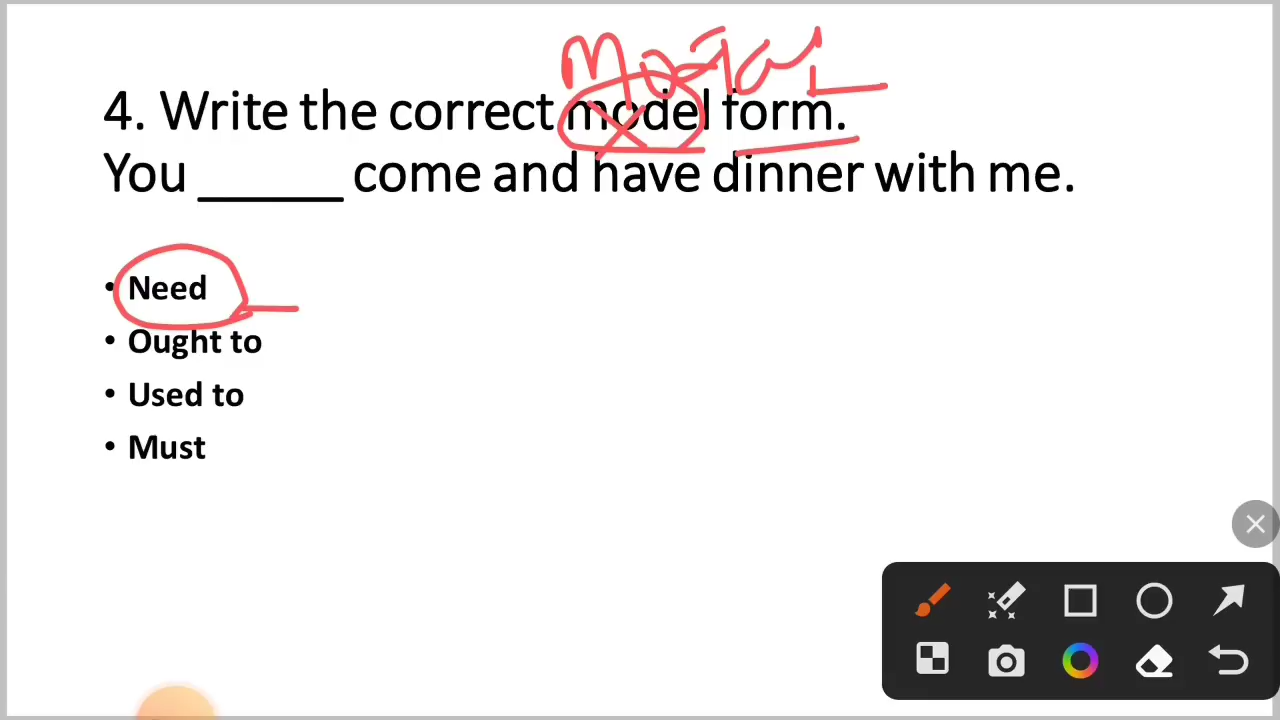 Modal
4. Write the correct model form.
You ______ come and have dinner with me.
• Need
• Ought to
• Used to
• Must